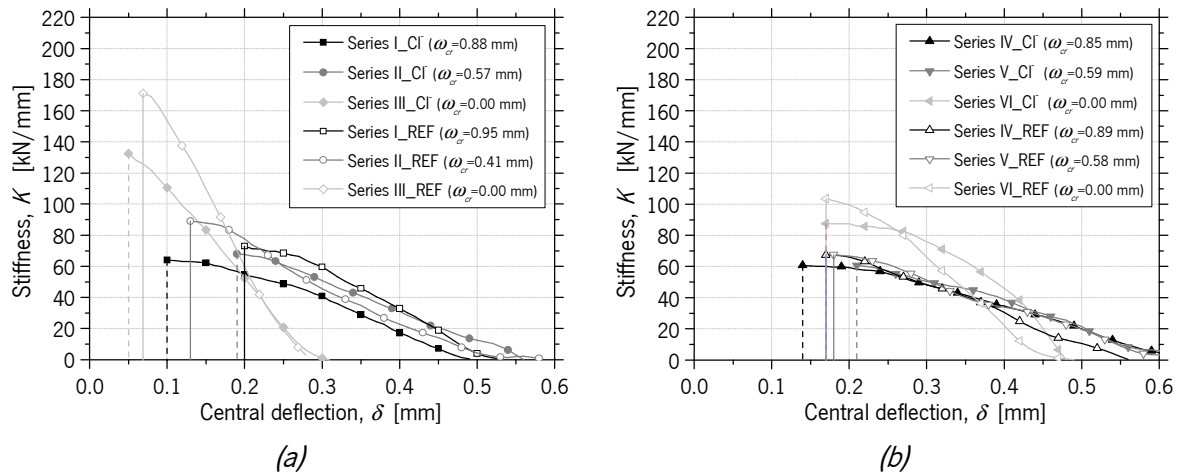 220
200
180
160
140
120
100
80
60
40
20
0
Stiffness, K [kN/mm]
Series I_Cl⁻ (ω_cr=0.88 mm)
Series II_Cl⁻ (ω_cr=0.57 mm)
Series III_Cl⁻ (ω_cr=0.00 mm)
Series I_REF (ω_cr=0.95 mm)
Series II_REF (ω_cr=0.41 mm)
Series III_REF (ω_cr=0.00 mm)
0.0 0.1 0.2 0.3 0.4 0.5 0.6
Central deflection, δ [mm]
(a)
220
200
180
160
140
120
100
80
60
40
20
0
Stiffness, K [kN/mm]
Series IV_Cl⁻ (ω_cr=0.85 mm)
Series V_Cl⁻ (ω_cr=0.59 mm)
Series VI_Cl⁻ (ω_cr=0.00 mm)
Series IV_REF (ω_cr=0.89 mm)
Series V_REF (ω_cr=0.58 mm)
Series VI_REF (ω_cr=0.00 mm)
0.0 0.1 0.2 0.3 0.4 0.5 0.6
Central deflection, δ [mm]
(b)